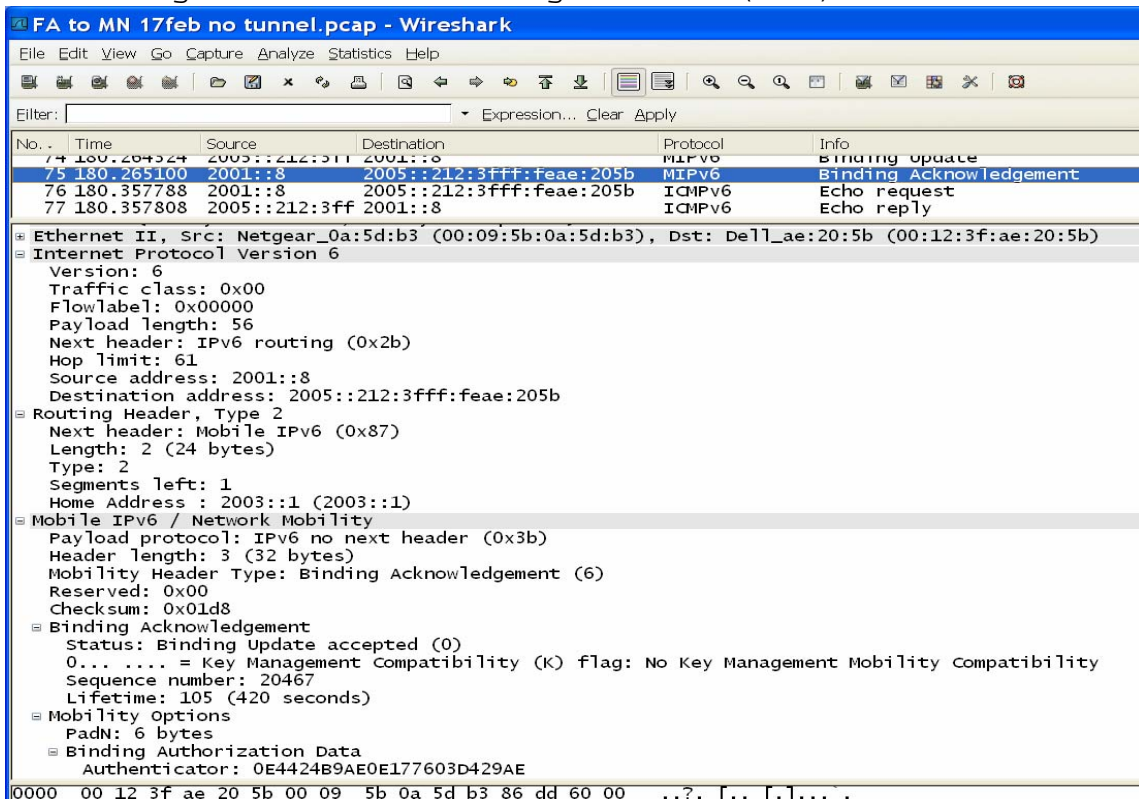 FA to MN 17feb no tunnel.pcap - Wireshark
File Edit View Go Capture Analyze Statistics Help
Filter: Expression... Clear Apply
No. . Time Source Destination Protocol Info
74 180.264324 2005::212:3ff 2001::8 MIPv6 Binding Update
75 180.265100 2001::8 2005::212:3fff:feae:205b MIPv6 Binding Acknowledgement
76 180.357788 2001::8 2005::212:3fff:feae:205b ICMPv6 Echo request
77 180.357808 2005::212:3ff 2001::8 ICMPv6 Echo reply
Ethernet II, Src: Netgear_0a:5d:b3 (00:09:5b:0a:5d:b3), Dst: Dell_ae:20:5b (00:12:3f:ae:20:5b)
Internet Protocol Version 6
Version: 6
Traffic class: 0x00
Flowlabel: 0x00000
Payload length: 56
Next header: IPv6 routing (0x2b)
Hop limit: 61
Source address: 2001::8
Destination address: 2005::212:3fff:feae:205b
Routing Header, Type 2
Next header: Mobile IPv6 (0x87)
Length: 2 (24 bytes)
Type: 2
Segments left: 1
Home Address : 2003::1 (2003::1)
Mobile IPv6 / Network Mobility
Payload protocol: IPv6 no next header (0x3b)
Header length: 3 (32 bytes)
Mobility Header Type: Binding Acknowledgement (6)
Reserved: 0x00
Checksum: 0x01d8
Binding Acknowledgement
Status: Binding Update accepted (0)
0... .... = Key Management Compatibility (K) flag: No Key Management Mobility Compatibility
Sequence number: 20467
Lifetime: 105 (420 seconds)
Mobility Options
PadN: 6 bytes
Binding Authorization Data
Authenticator: 0E4424B9AE0E177603D429AE
0000 00 12 3f ae 20 5b 00 09 5b 0a 5d b3 86 dd 60 00 ..?. [.. [.]...`.